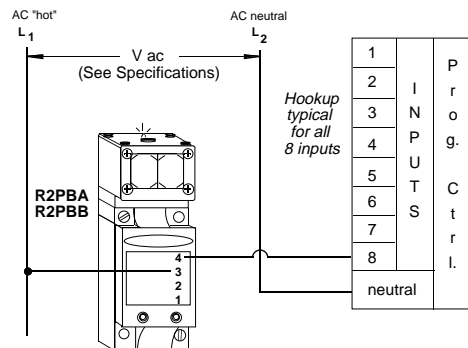 AC "hot"
L1
AC neutral
L2
V ac
(See Specifications)
Hookup
typical
for all
8 inputs
R2PBA
R2PBB
4
3
2
1
1
2
3
4
5
6
7
8
neutral
INPUTS
Prog. Ctrl.